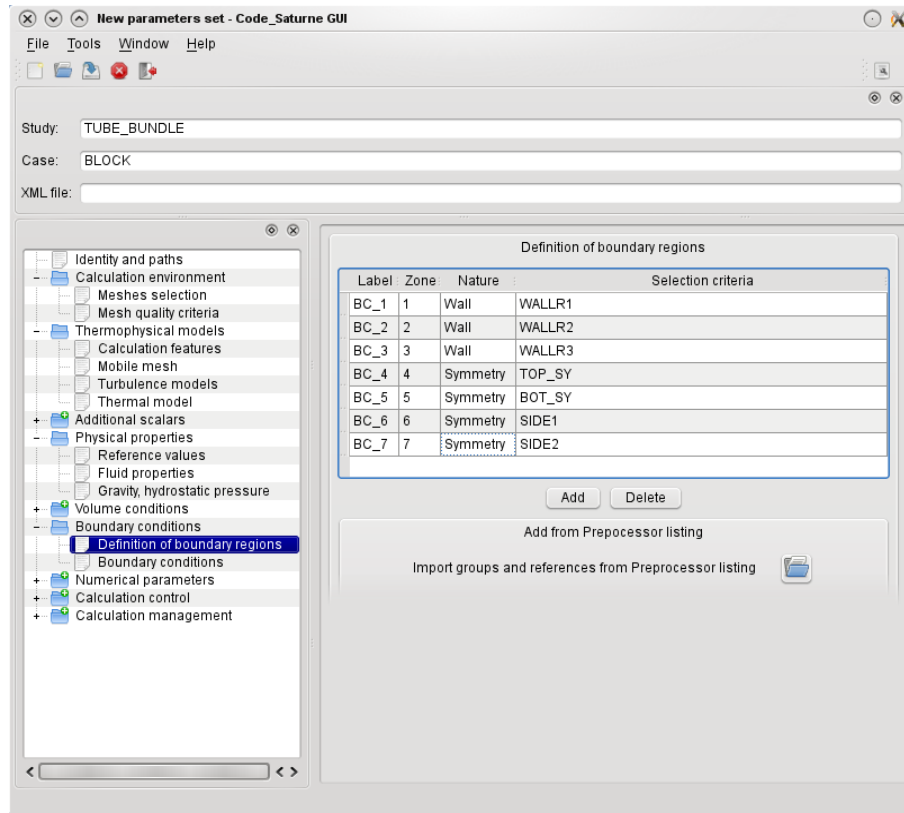 New parameters set - Code_Saturne GUI
File Tools Window Help
Study: TUBE_BUNDLE
Case: BLOCK
XML file:
Identity and paths
Calculation environment
Meshes selection
Mesh quality criteria
Thermophysical models
Calculation features
Mobile mesh
Turbulence models
Thermal model
Additional scalars
Physical properties
Reference values
Fluid properties
Gravity, hydrostatic pressure
Volume conditions
Boundary conditions
Definition of boundary regions
Boundary conditions
Numerical parameters
Calculation control
Calculation management
Definition of boundary regions
Label Zone Nature Selection criteria
BC_1 1 Wall WALLR1
BC_2 2 Wall WALLR2
BC_3 3 Wall WALLR3
BC_4 4 Symmetry TOP_SY
BC_5 5 Symmetry BOT_SY
BC_6 6 Symmetry SIDE1
BC_7 7 Symmetry SIDE2
Add Delete
Add from Prepocessor listing
Import groups and references from Preprocessor listing